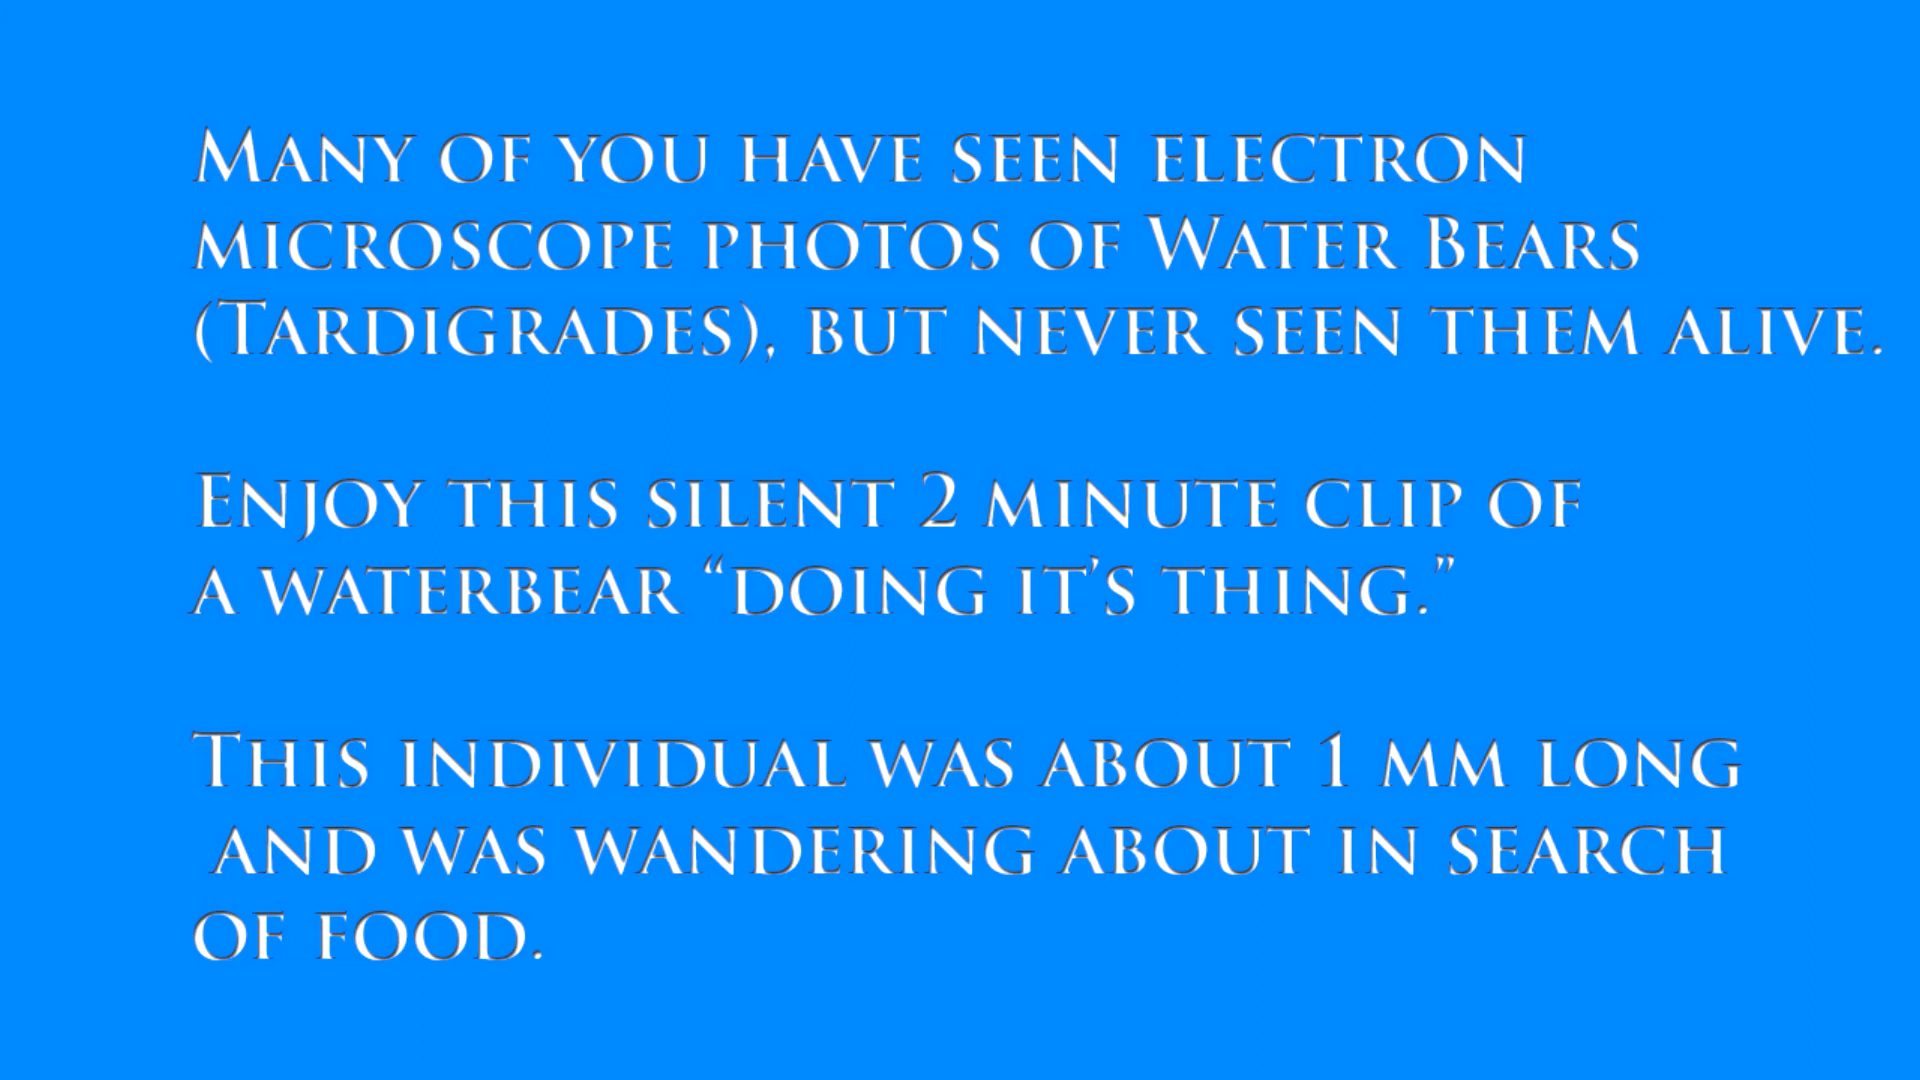 Many of you have seen electron
microscope photos of Water Bears
(Tardigrades), but never seen them alive.
Enjoy this silent 2 minute clip of
a waterbear “doing it’s thing.”
This individual was about 1 mm long
and was wandering about in search
of food.